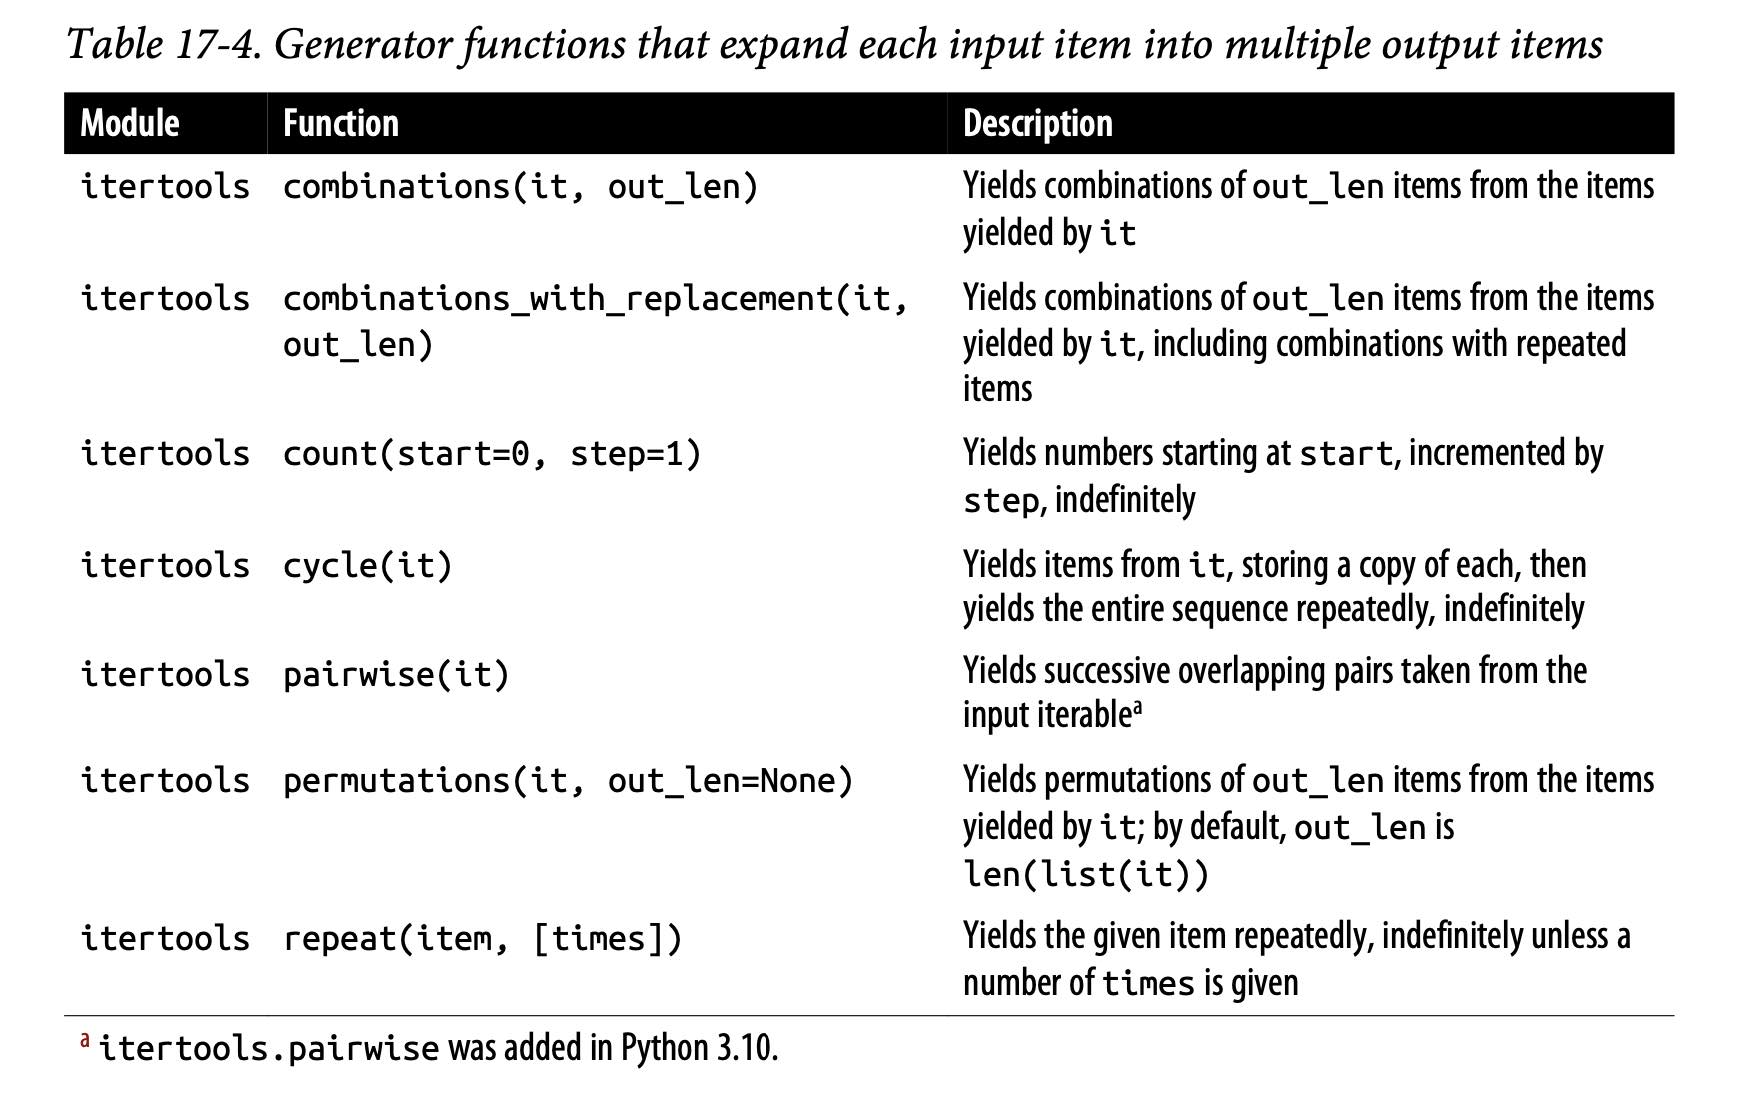 Table 17-4. Generator functions that expand each input item into multiple output items
Module Function Description
itertools combinations(it, out_len) Yields combinations of out_len items from the items
yielded by it
itertools combinations_with_replacement(it, Yields combinations of out_len items from the items
out_len) yielded by it, including combinations with repeated
items
itertools count(start=0, step=1) Yields numbers starting at start, incremented by
step, indefinitely
itertools cycle(it) Yields items from it, storing a copy of each, then
yields the entire sequence repeatedly, indefinitely
itertools pairwise(it) Yields successive overlapping pairs taken from the
input iterableᵃ
itertools permutations(it, out_len=None) Yields permutations of out_len items from the items
yielded by it; by default, out_len is
len(list(it))
itertools repeat(item, [times]) Yields the given item repeatedly, indefinitely unless a
number of times is given
ᵃ itertools.pairwise was added in Python 3.10.